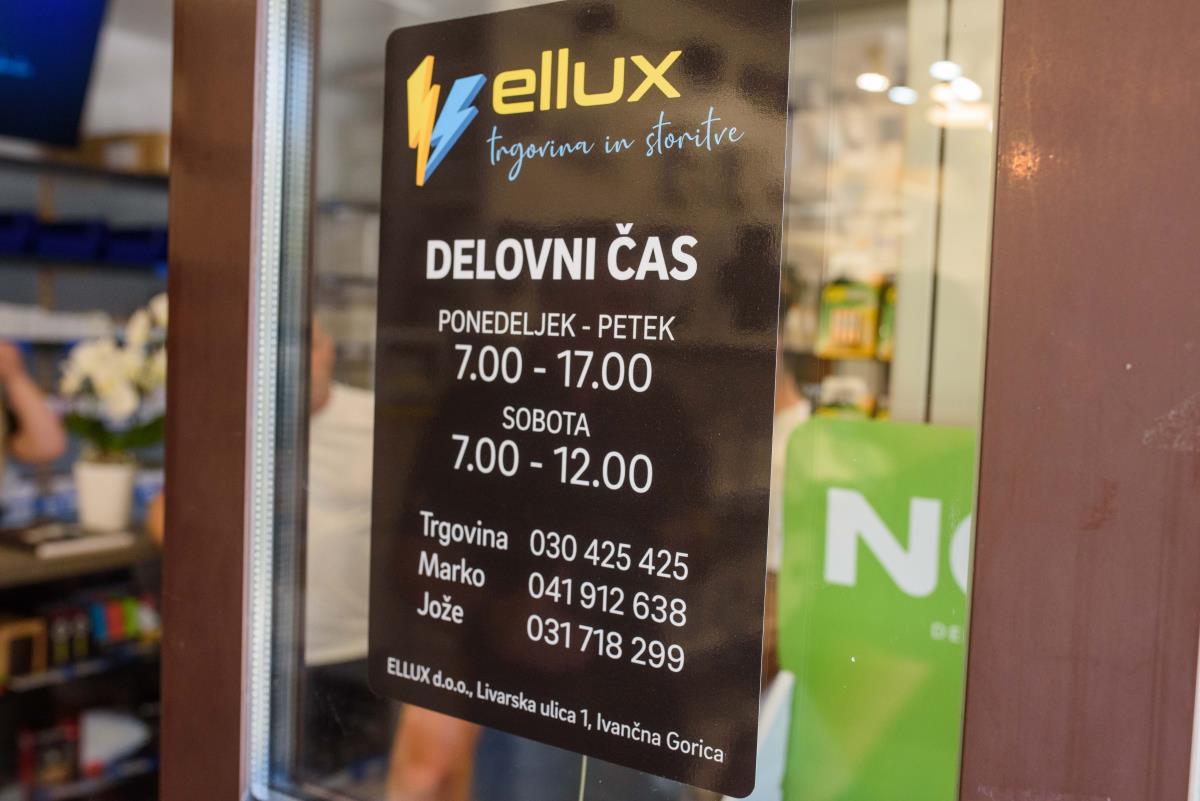 ellux
trgovina in storitve
DELOVNI ČAS
PONEDELJEK - PETEK
7.00 - 17.00
SOBOTA
7.00 - 12.00
Trgovina 030 425 425
Marko 041 912 638
Jože 031 718 299
ELLUX d.o.o., Livarska ulica 1, Ivančna Gorica